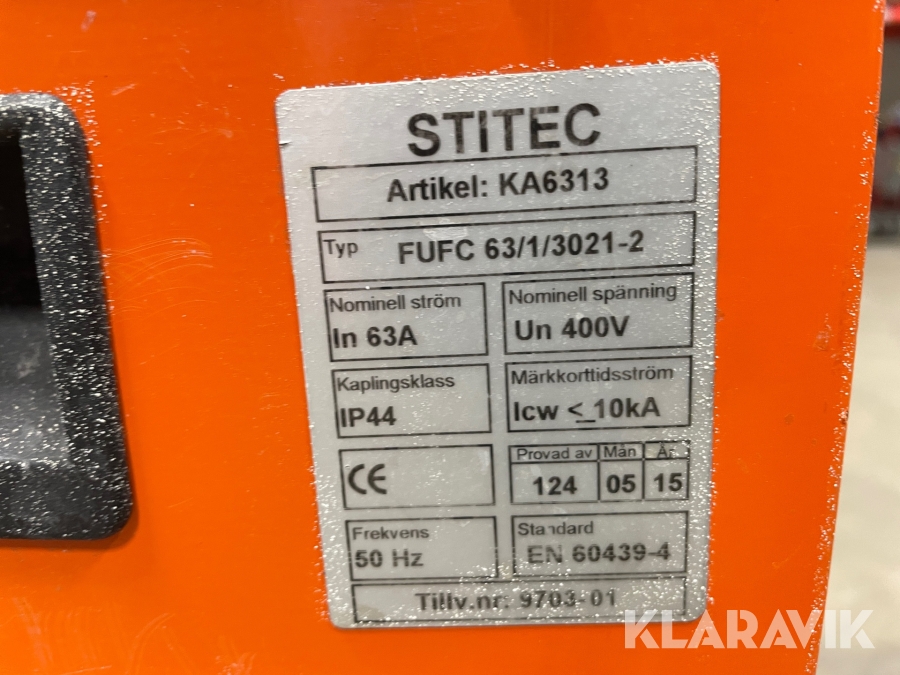 STITEC
Artikel: KA6313
Typ FUFC 63/1/3021-2
Nominell ström Nominell spänning
In 63A Un 400V
Kaplingsklass Märkkorttidsström
IP44 Icw ≤ 10kA
CE Provad av Mån År
124 05 15
Frekvens Standard
50 Hz EN 60439-4
Tillv.nr: 9703-01
KLARAVIK